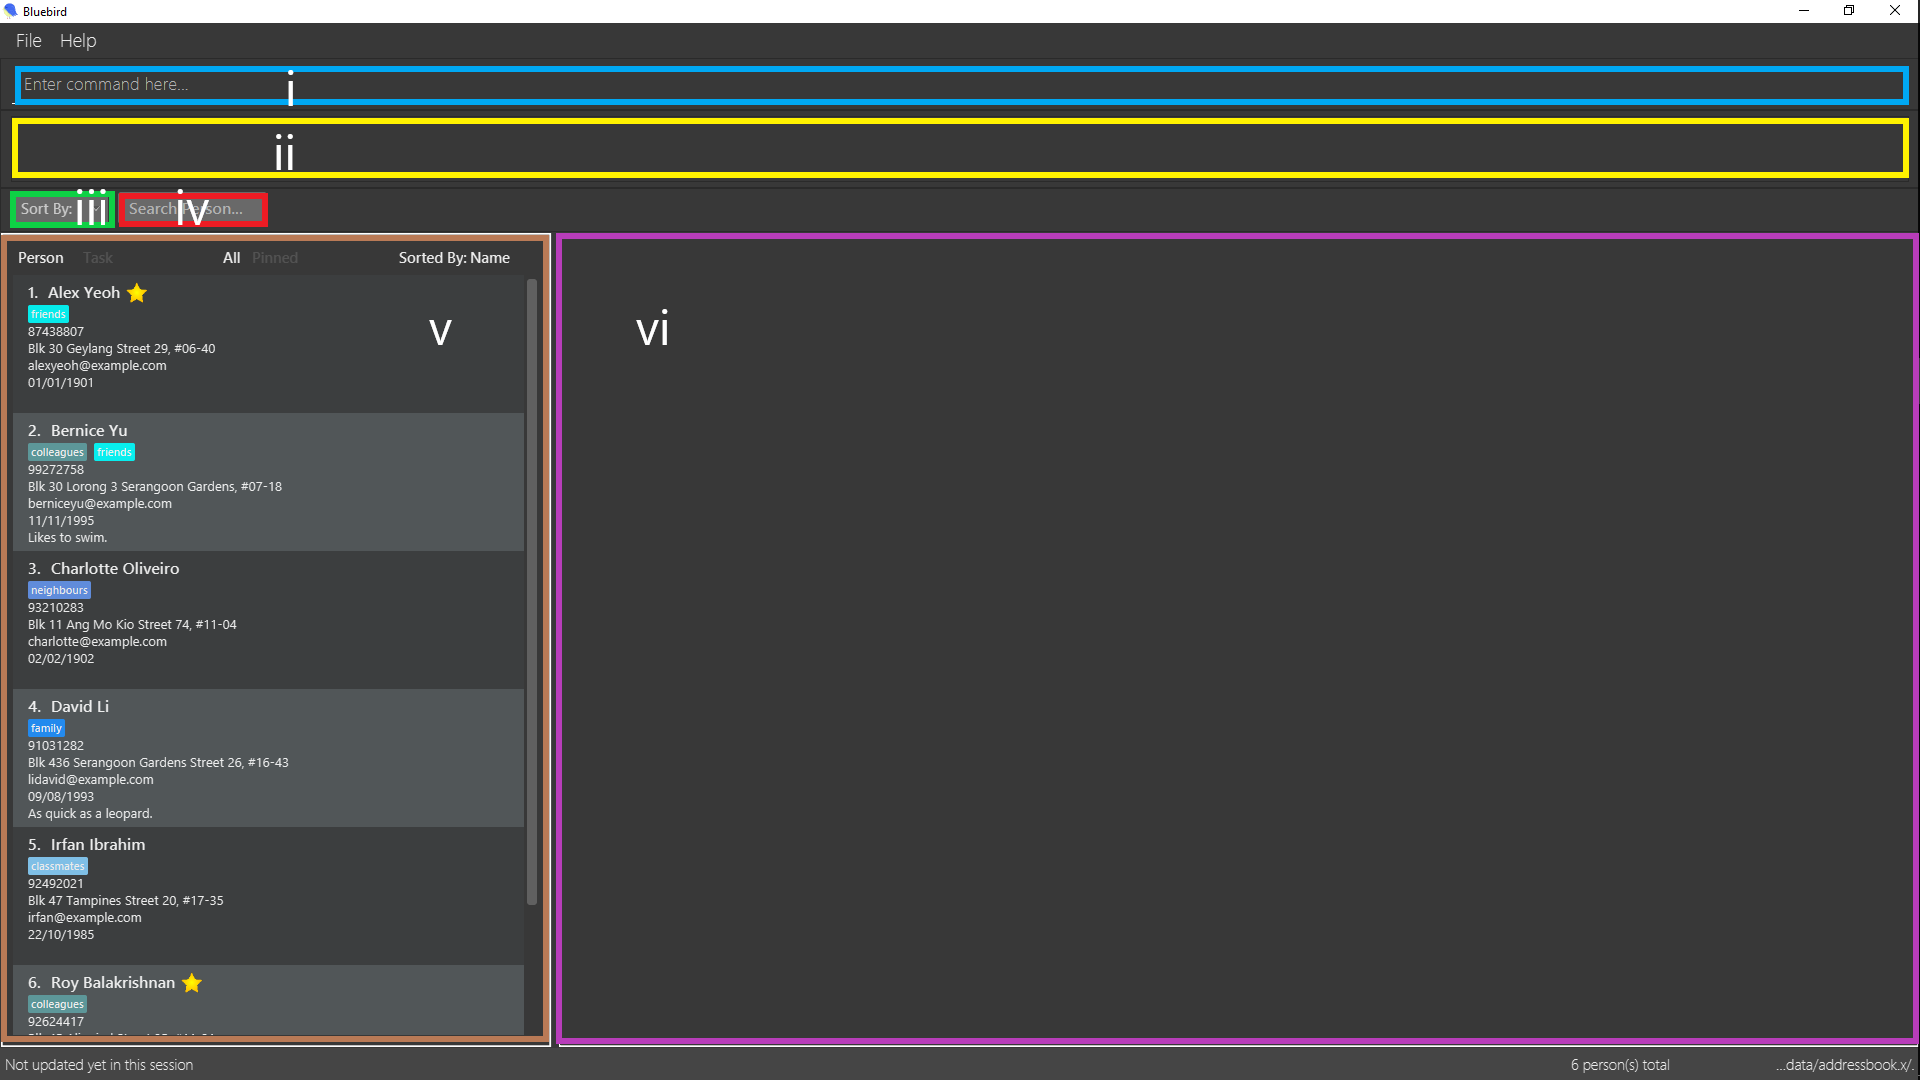 Bluebird
File Help
Enter command here...
i
ii
Sort By:
iii
Search Person...
iv
Person Task All Pinned Sorted By: Name
1. Alex Yeoh
friends
87438807
Blk 30 Geylang Street 29, #06-40
alexyeoh@example.com
01/01/1901
v
vi
2. Bernice Yu
colleagues friends
99272758
Blk 30 Lorong 3 Serangoon Gardens, #07-18
berniceyu@example.com
11/11/1995
Likes to swim.
3. Charlotte Oliveiro
neighbours
93210283
Blk 11 Ang Mo Kio Street 74, #11-04
charlotte@example.com
02/02/1902
4. David Li
family
91031282
Blk 436 Serangoon Gardens Street 26, #16-43
lidavid@example.com
09/08/1993
As quick as a leopard.
5. Irfan Ibrahim
classmates
92492021
Blk 47 Tampines Street 20, #17-35
irfan@example.com
22/10/1985
6. Roy Balakrishnan
colleagues
92624417
Not updated yet in this session
6 person(s) total
...data/addressbook.x/.